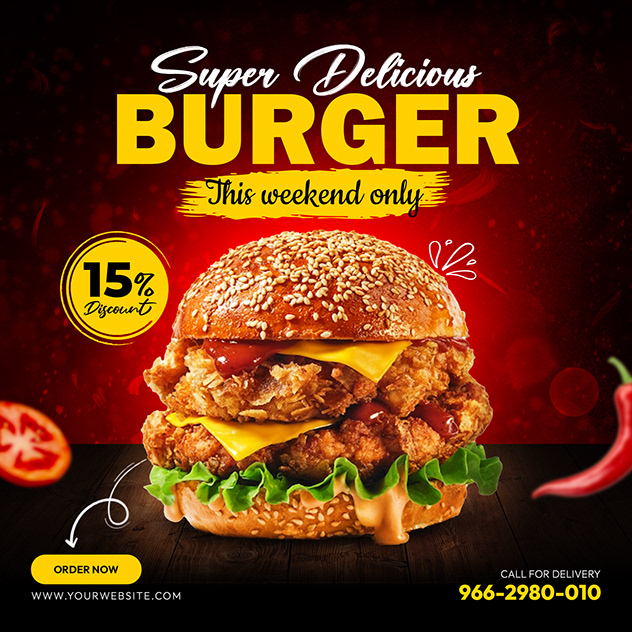 Super Delicious
BURGER
This weekend only
15%
Discount
ORDER NOW
WWW.YOURWEBSITE.COM
CALL FOR DELIVERY
966-2980-010